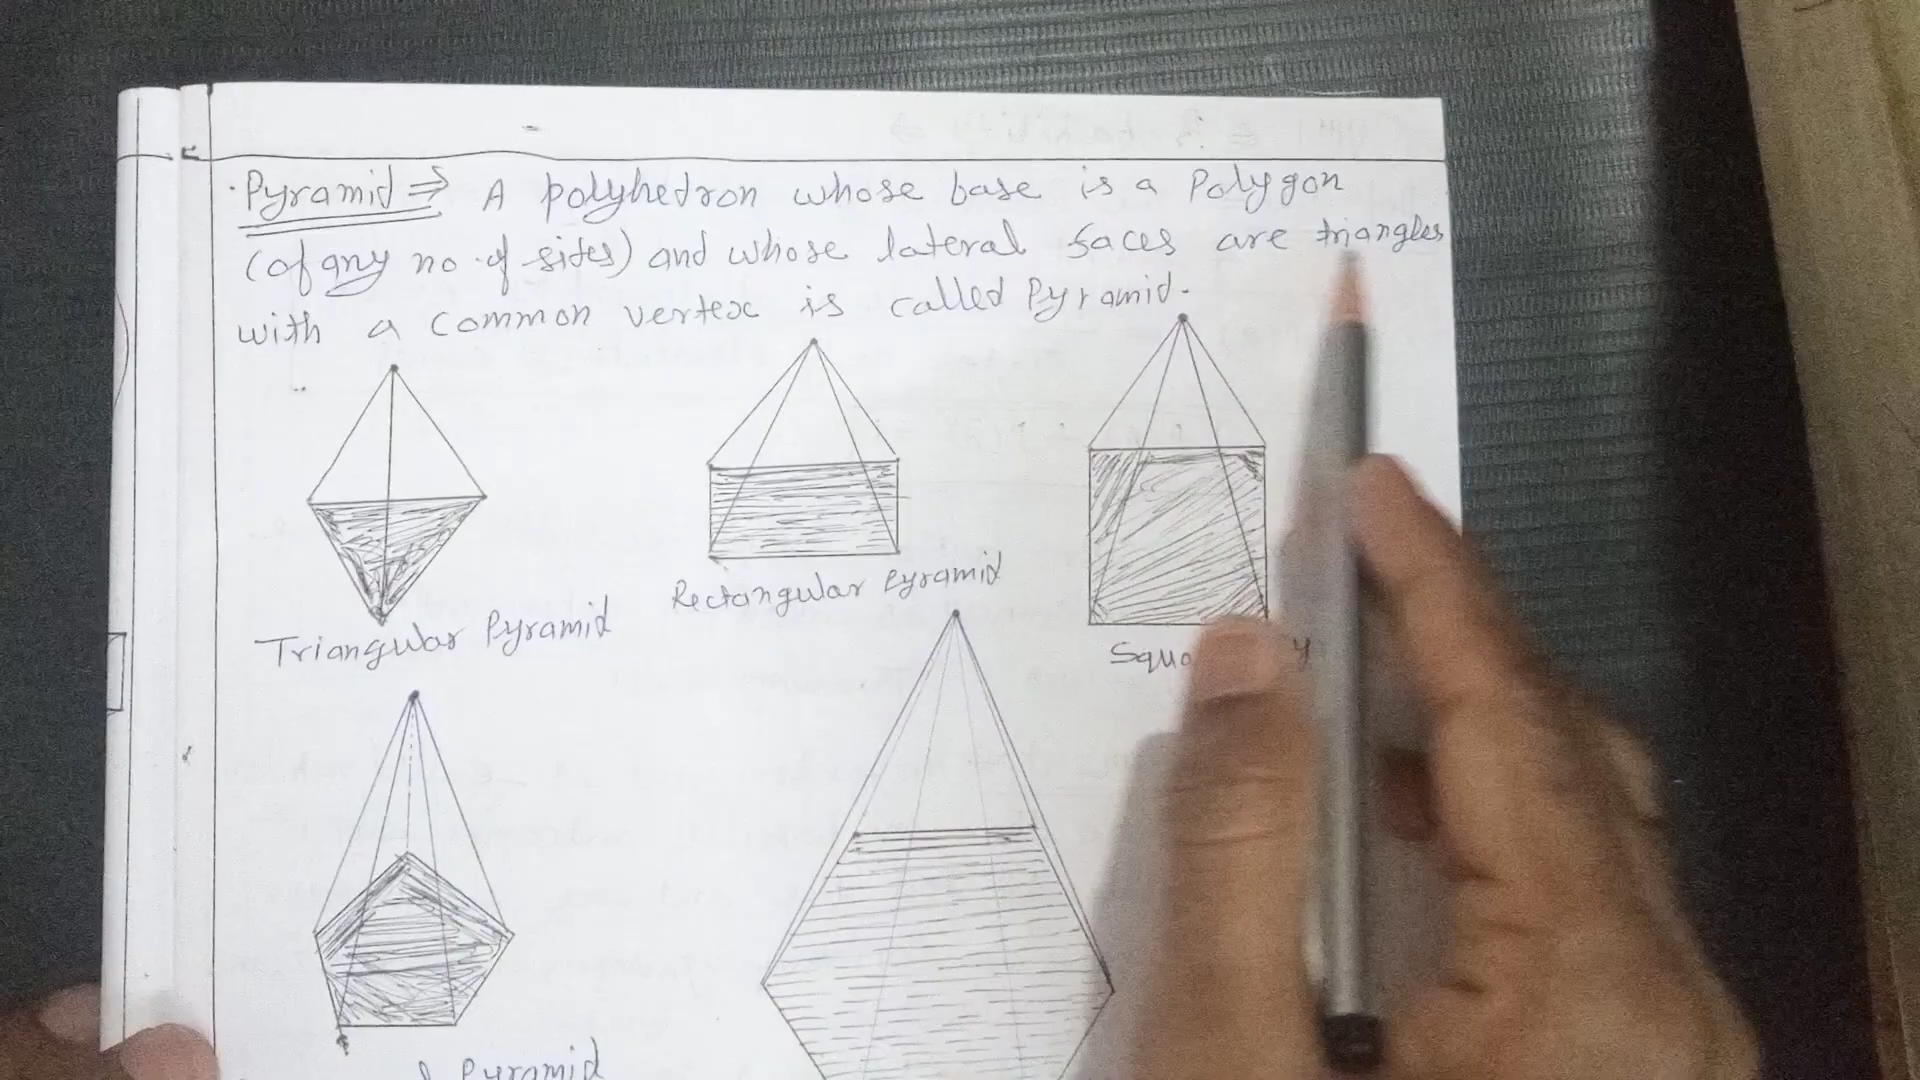 Pyramid ⇒ A polyhedron whose base is a Polygon
(of any no. of sites) and whose lateral faces are triangles
with a common vertex is called Pyramid.
Triangular Pyramid
Rectangular Pyramid
Pyramid